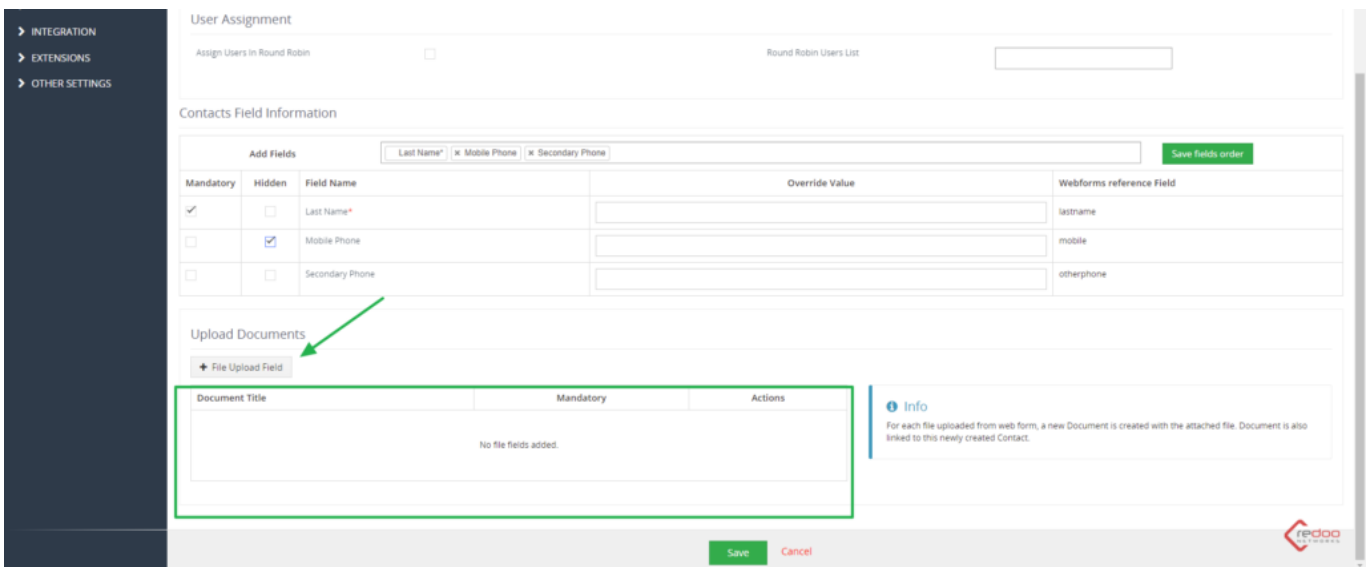 INTEGRATION
EXTENSIONS
OTHER SETTINGS
User Assignment
Assign Users In Round Robin
Round Robin Users List
Contacts Field Information
Add Fields
Last Name*
× Mobile Phone
× Secondary Phone
Save fields order
Mandatory Hidden Field Name Override Value Webforms reference Field
Last Name* lastname
Mobile Phone mobile
Secondary Phone otherphone
Upload Documents
+ File Upload Field
Document Title Mandatory Actions
No file fields added.
Info
For each file uploaded from web form, a new Document is created with the attached file. Document is also
linked to this newly created Contact.
Save Cancel
redoo
NETWORKS